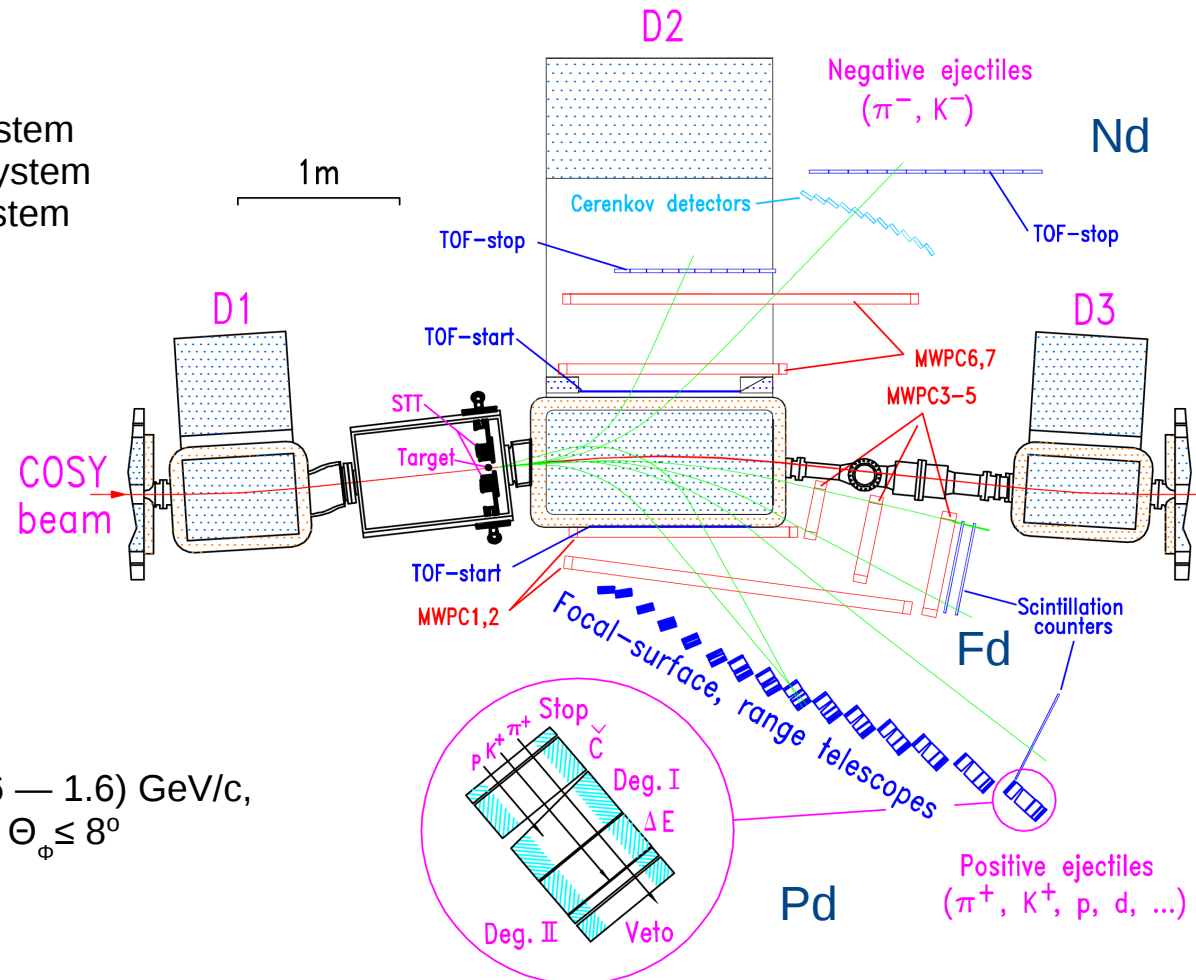 D2
Negative ejectiles
(π⁻, K⁻)
Nd
stem
ystem
stem
1m
Cerenkov detectors
TOF-stop
TOF-stop
D1
D3
TOF-start
MWPC6,7
MWPC3-5
STT
Target
COSY
beam
TOF-start
MWPC1,2
Scintillation
counters
Fd
Focal-surface, range telescopes
Stop
p K⁺ π⁺
Č
Deg. I
ΔE
Deg. II
Veto
— 1.6) GeV/c,
Θ_Φ ≤ 8º
Pd
Positive ejectiles
(π⁺, K⁺, p, d, ...)